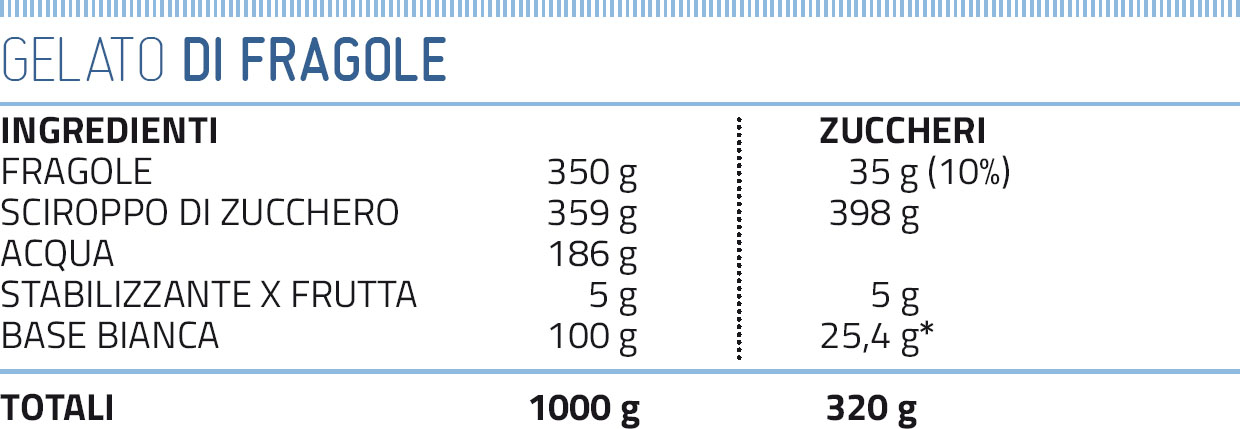 GELATO DI FRAGOLE
INGREDIENTI ZUCCHERI
FRAGOLE 350 g 35 g (10%)
SCIROPPO DI ZUCCHERO 359 g 398 g
ACQUA 186 g
STABILIZZANTE X FRUTTA 5 g 5 g
BASE BIANCA 100 g 25,4 g*
TOTALI 1000 g 320 g